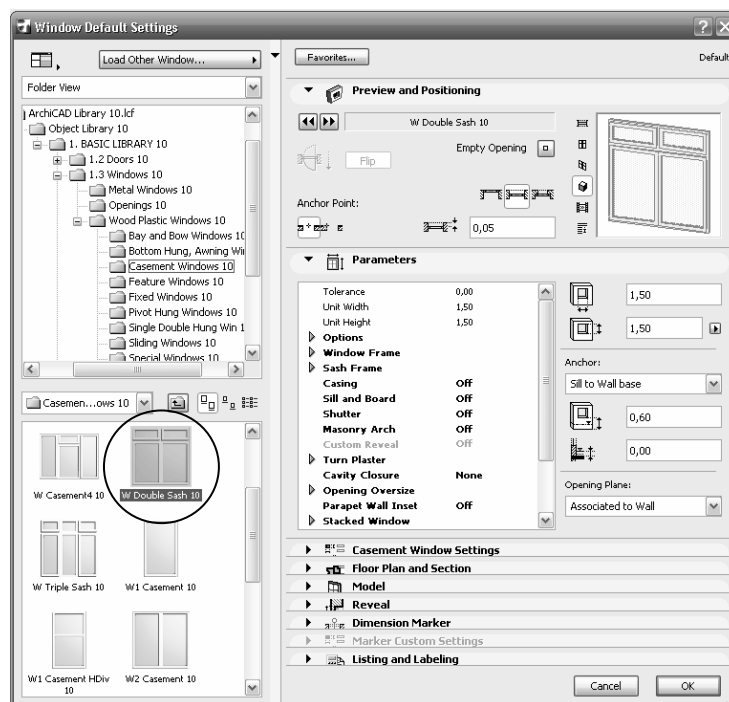 Window Default Settings
Load Other Window...
Folder View
ArchiCAD Library 10.lcf
Object Library 10
1. BASIC LIBRARY 10
1.2 Doors 10
1.3 Windows 10
Metal Windows 10
Openings 10
Wood Plastic Windows 10
Bay and Bow Windows 10
Bottom Hung, Awning Wi
Casement Windows 10
Feature Windows 10
Fixed Windows 10
Pivot Hung Windows 10
Single Double Hung Win 1
Sliding Windows 10
Special Windows 10
Casemen...ows 10
W Casement4 10
W Double Sash 10
W Triple Sash 10
W1 Casement 10
W1 Casement HDiv
10
W2 Casement 10
Favorites...
Default
Preview and Positioning
W Double Sash 10
Empty Opening
Flip
Anchor Point:
0,05
Parameters
Tolerance 0,00
Unit Width 1,50
Unit Height 1,50
Options
Window Frame
Sash Frame
Casing Off
Sill and Board Off
Shutter Off
Masonry Arch Off
Custom Reveal Off
Turn Plaster
Cavity Closure None
Opening Oversize
Parapet Wall Inset Off
Stacked Window
1,50
1,50
Anchor:
Sill to Wall base
0,60
0,00
Opening Plane:
Associated to Wall
Casement Window Settings
Floor Plan and Section
Model
Reveal
Dimension Marker
Marker Custom Settings
Listing and Labeling
Cancel
OK